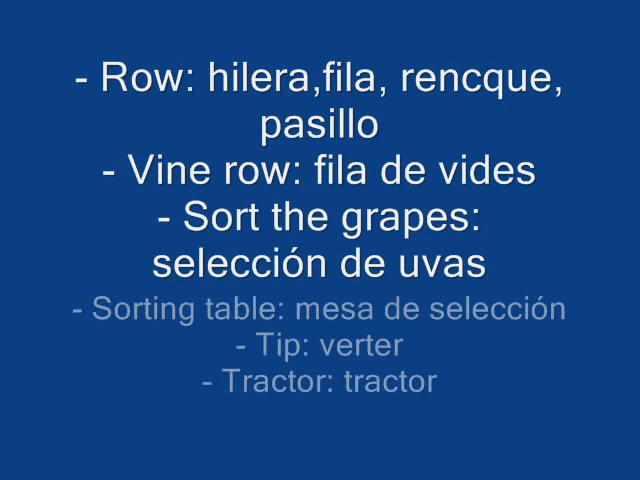 - Row: hilera,fila, rencque,
pasillo
- Vine row: fila de vides
- Sort the grapes:
selección de uvas
- Sorting table: mesa de selección
- Tip: verter
- Tractor: tractor